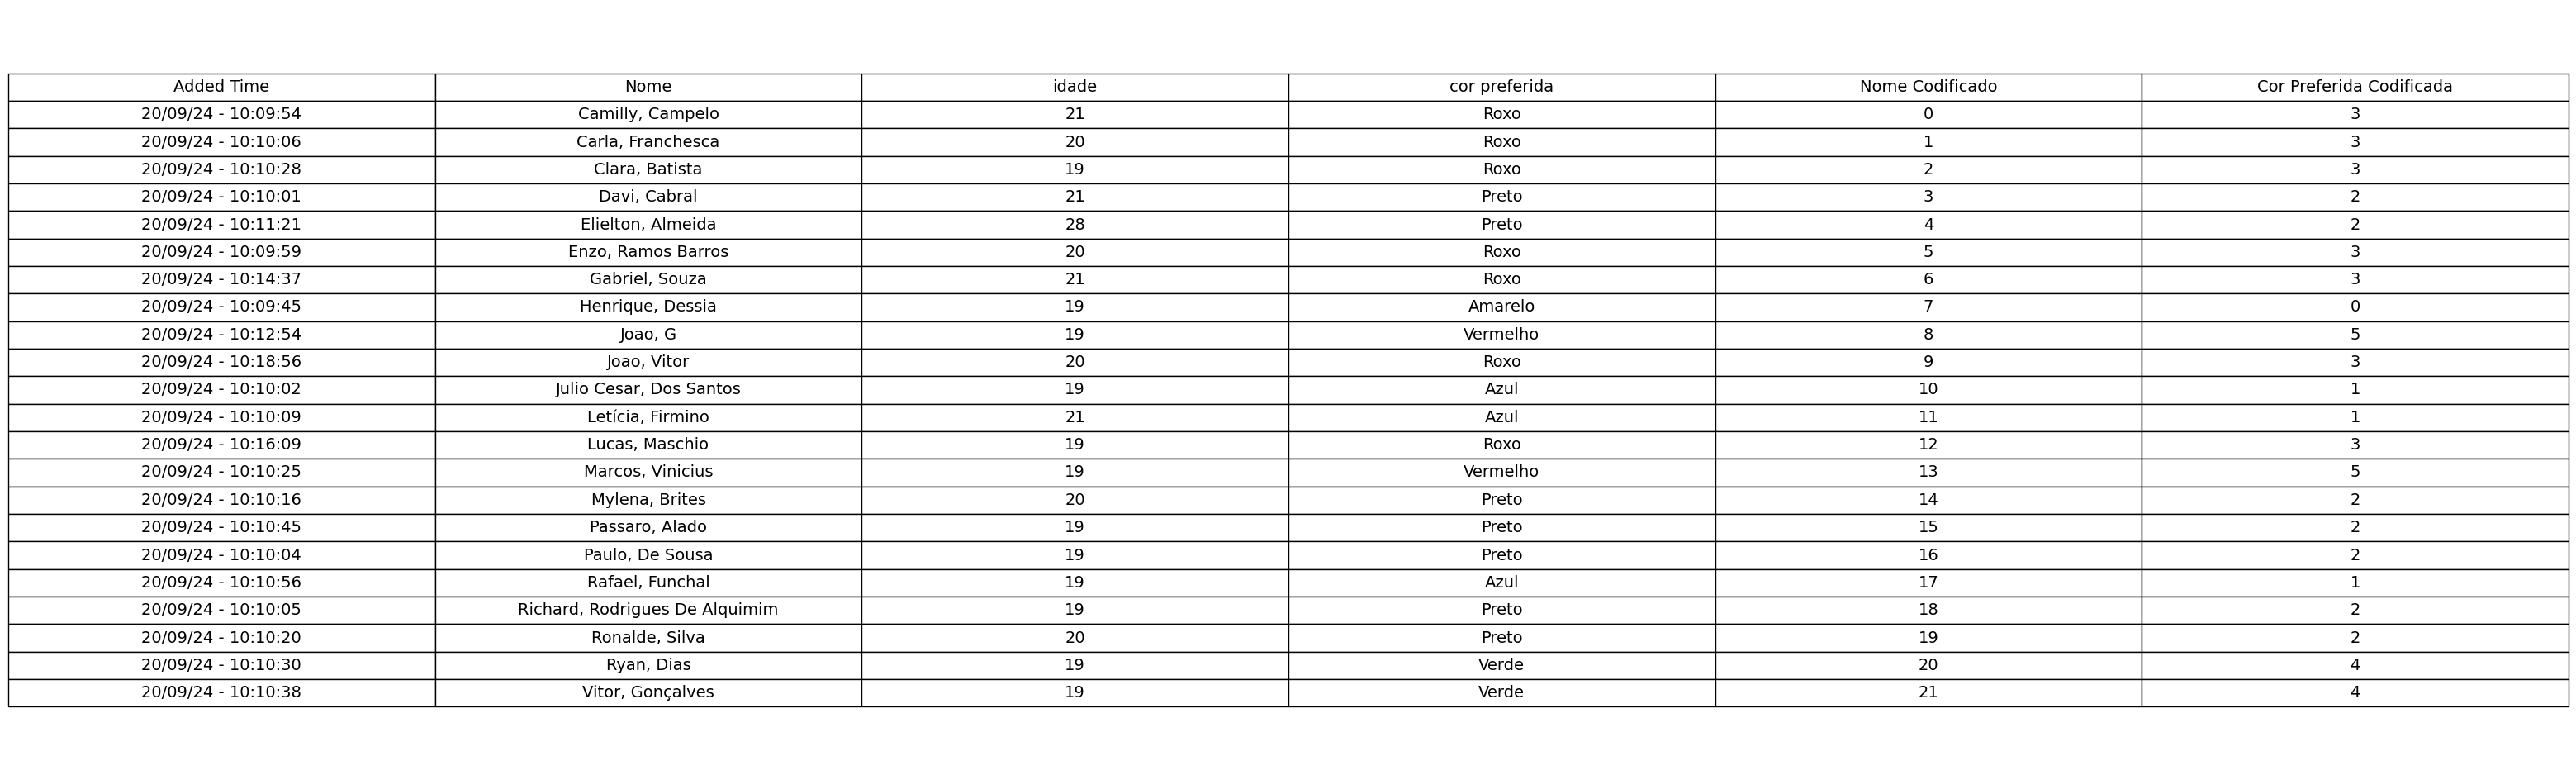 Added Time Nome idade cor preferida Nome Codificado Cor Preferida Codificada
20/09/24 - 10:09:54 Camilly, Campelo 21 Roxo 0 3
20/09/24 - 10:10:06 Carla, Franchesca 20 Roxo 1 3
20/09/24 - 10:10:28 Clara, Batista 19 Roxo 2 3
20/09/24 - 10:10:01 Davi, Cabral 21 Preto 3 2
20/09/24 - 10:11:21 Elielton, Almeida 28 Preto 4 2
20/09/24 - 10:09:59 Enzo, Ramos Barros 20 Roxo 5 3
20/09/24 - 10:14:37 Gabriel, Souza 21 Roxo 6 3
20/09/24 - 10:09:45 Henrique, Dessia 19 Amarelo 7 0
20/09/24 - 10:12:54 Joao, G 19 Vermelho 8 5
20/09/24 - 10:18:56 Joao, Vitor 20 Roxo 9 3
20/09/24 - 10:10:02 Julio Cesar, Dos Santos 19 Azul 10 1
20/09/24 - 10:10:09 Letícia, Firmino 21 Azul 11 1
20/09/24 - 10:16:09 Lucas, Maschio 19 Roxo 12 3
20/09/24 - 10:10:25 Marcos, Vinicius 19 Vermelho 13 5
20/09/24 - 10:10:16 Mylena, Brites 20 Preto 14 2
20/09/24 - 10:10:45 Passaro, Alado 19 Preto 15 2
20/09/24 - 10:10:04 Paulo, De Sousa 19 Preto 16 2
20/09/24 - 10:10:56 Rafael, Funchal 19 Azul 17 1
20/09/24 - 10:10:05 Richard, Rodrigues De Alquimim 19 Preto 18 2
20/09/24 - 10:10:20 Ronalde, Silva 20 Preto 19 2
20/09/24 - 10:10:30 Ryan, Dias 19 Verde 20 4
20/09/24 - 10:10:38 Vitor, Gonçalves 19 Verde 21 4